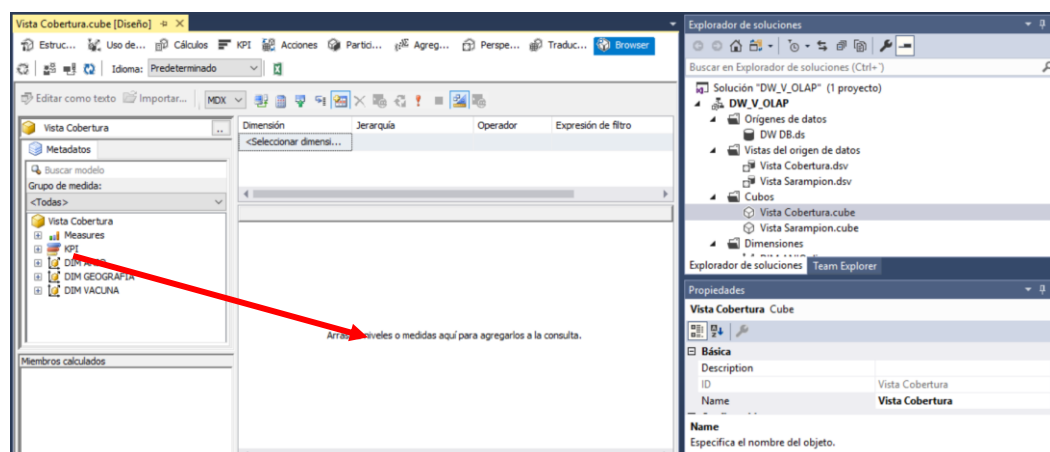 Vista Cobertura.cube [Diseño]
Estruc... Uso de... Cálculos KPI Acciones Partici... Agreg... Perspe... Traduc... Browser
Idioma: Predeterminado
Editar como texto Importar... MDX
Vista Cobertura ..
Metadatos
Buscar modelo
Grupo de medida:
<Todas>
Vista Cobertura
Measures
KPI
DIM
DIM GEOGRAFIA
DIM VACUNA
Miembros calculados
Dimensión Jerarquía Operador Expresión de filtro
<Seleccionar dimensi...
niveles o medidas aquí para agregarlos a la consulta.
Explorador de soluciones
Buscar en Explorador de soluciones (Ctrl+´)
Solución "DW_V_OLAP" (1 proyecto)
DW_V_OLAP
Orígenes de datos
DW DB.ds
Vistas del origen de datos
Vista Cobertura.dsv
Vista Sarampion.dsv
Cubos
Vista Cobertura.cube
Vista Sarampion.cube
Dimensiones
Explorador de soluciones Team Explorer
Propiedades
Vista Cobertura Cube
Básica
Description
ID Vista Cobertura
Name Vista Cobertura
Name
Especifica el nombre del objeto.